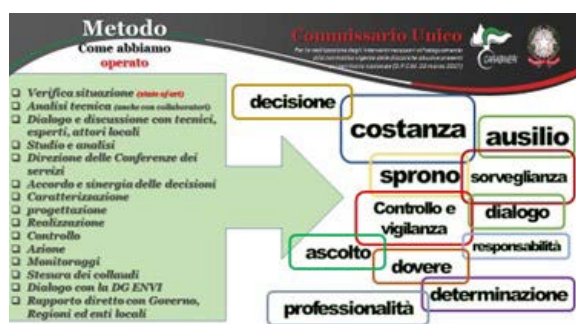 Metodo
Come abbiamo
operato
Commissario Unico
CARABINIERI
❑ Verifica situazione (state of art)
❑ Analisi tecnica (anche con collaboratori)
❑ Dialogo e discussione con tecnici,
esperti, attori locali
❑ Studio e analisi
❑ Direzione delle Conferenze dei
servizi
❑ Accordo e sinergia delle decisioni
❑ Caratterizzazione
❑ progettazione
❑ Realizzazione
❑ Controllo
❑ Azione
❑ Monitoraggi
❑ Stesura dei collaudi
❑ Dialogo con la DG ENVI
❑ Rapporto diretto con Governo,
Regioni ed enti locali
decisione
costanza
ausilio
sprono
sorveglianza
Controllo e
vigilanza
dialogo
ascolto
responsabilità
dovere
determinazione
professionalità